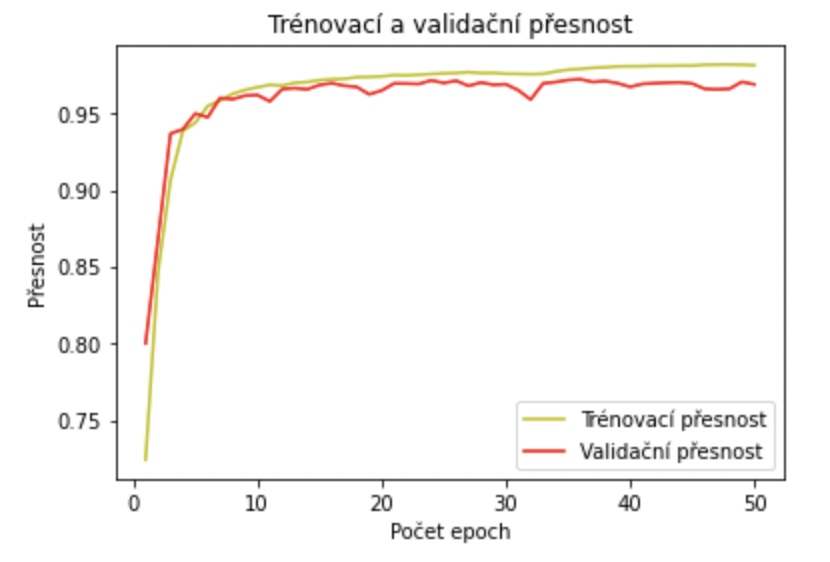 Trénovací a validační přesnost
Přesnost
0.95
0.90
0.85
0.80
0.75
Trénovací přesnost
Validační přesnost
0 10 20 30 40 50
Počet epoch